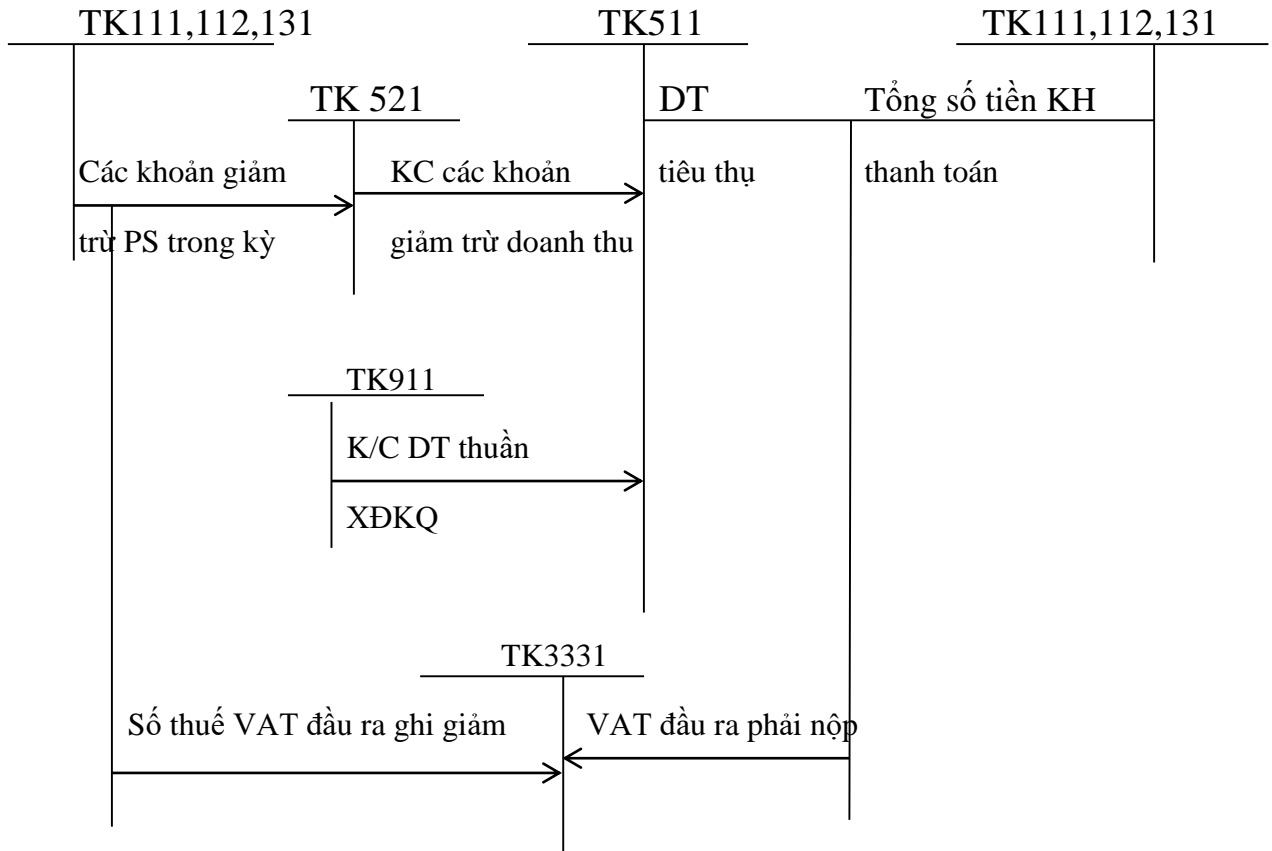 TK111,112,131
TK511
TK111,112,131
TK 521
DT
Tổng số tiền KH
Các khoản giảm
KC các khoản
tiêu thụ
thanh toán
trừ PS trong kỳ
giảm trừ doanh thu
TK911
K/C DT thuần
XĐKQ
TK3331
Số thuế VAT đầu ra ghi giảm
VAT đầu ra phải nộp